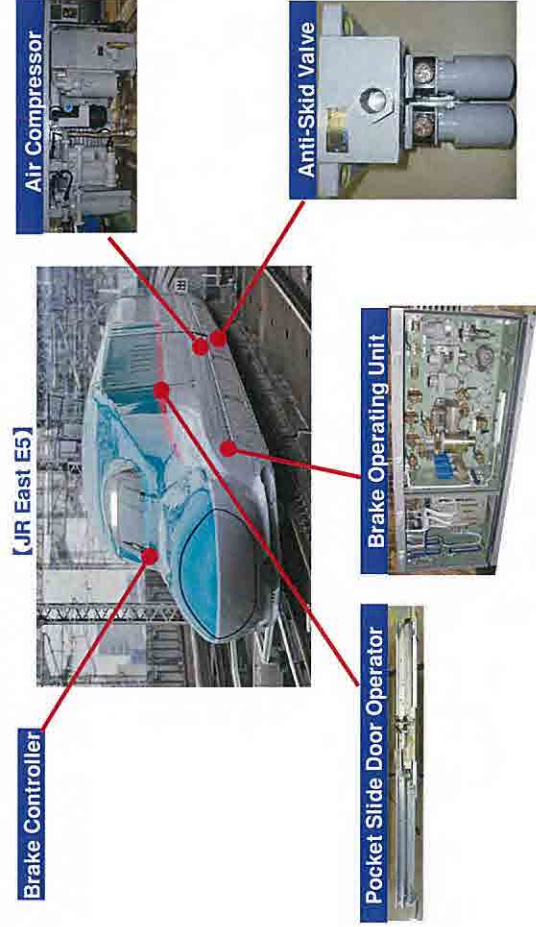 【JR East E5】
Brake Controller
Air Compressor
Pocket Slide Door Operator
Brake Operating Unit
Anti-Skid Valve